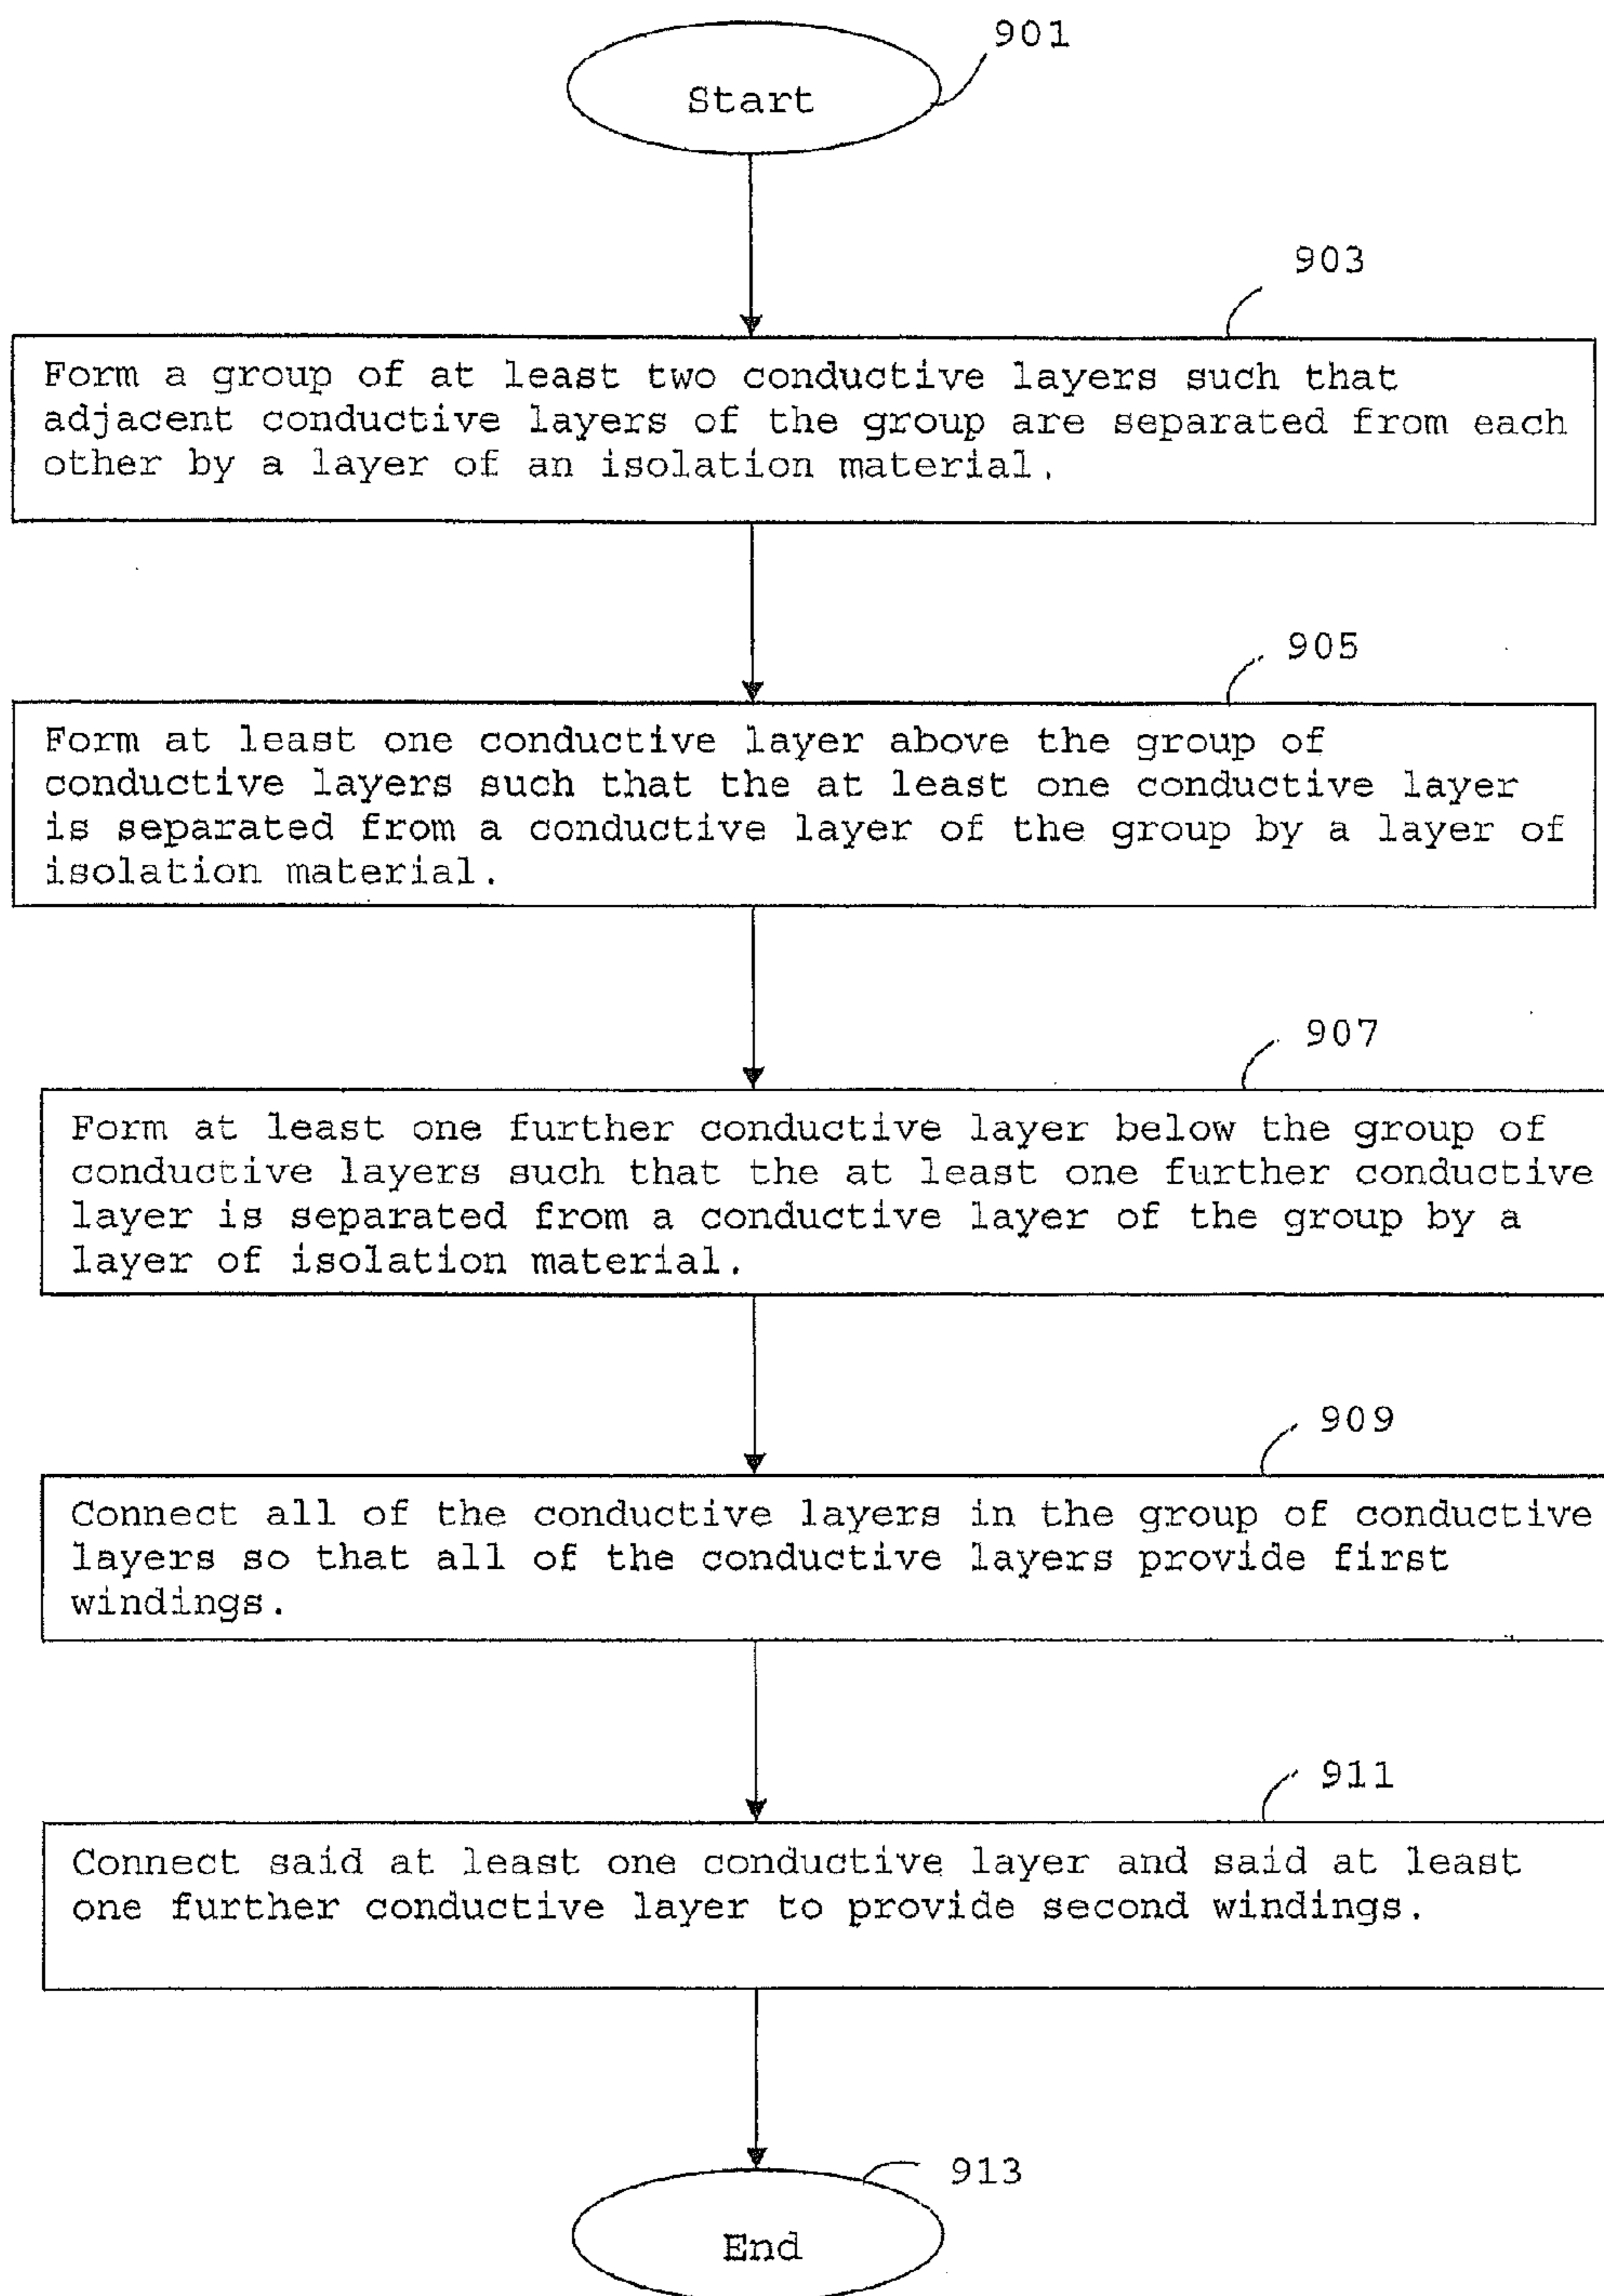 901
Start
903
Form a group of at least two conductive layers such that
adjacent conductive layers of the group are separated from each
other by a layer of an isolation material.
905
Form at least one conductive layer above the group of
conductive layers such that the at least one conductive layer
is separated from a conductive layer of the group by a layer of
isolation material.
907
Form at least one further conductive layer below the group of
conductive layers such that the at least one further conductive
layer is separated from a conductive layer of the group by a
layer of isolation material.
909
Connect all of the conductive layers in the group of conductive
layers so that all of the conductive layers provide first
windings.
911
Connect said at least one conductive layer and said at least
one further conductive layer to provide second windings.
913
End